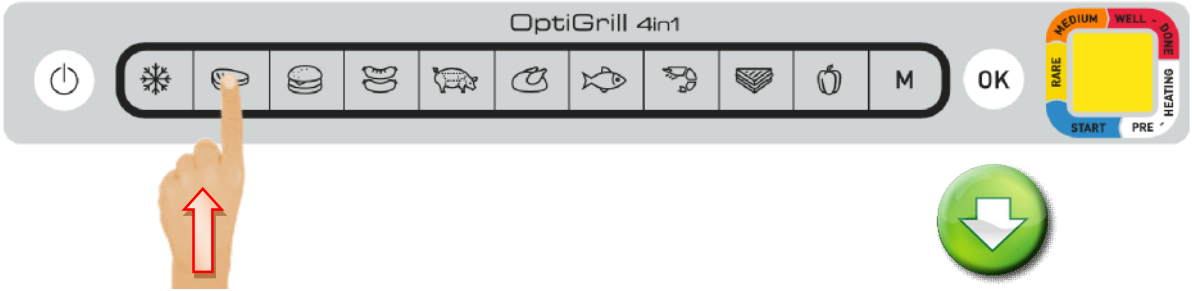 OptiGrill 4in1
M
OK
MEDIUM
WELL - DONE
RARE
PRE - HEATING
START